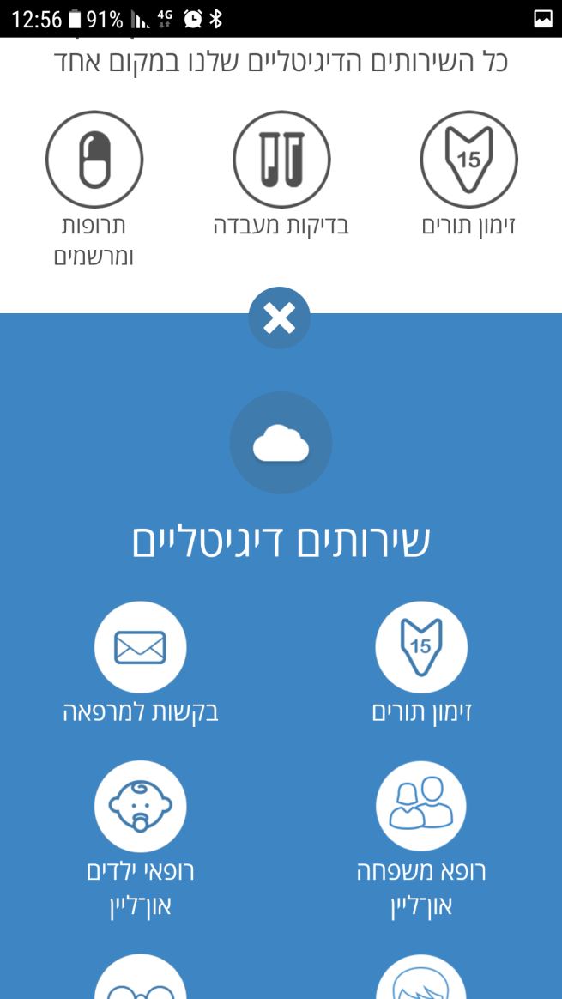 12:56 91% 4G
כל השירותים הדיגיטליים שלנו במקום אחד
15
זימון תורים
בדיקות מעבדה
תרופות
ומרשמים
שירותים דיגיטליים
15
זימון תורים
בקשות למרפאה
רופא משפחה
און־ליין
רופאי ילדים
און־ליין